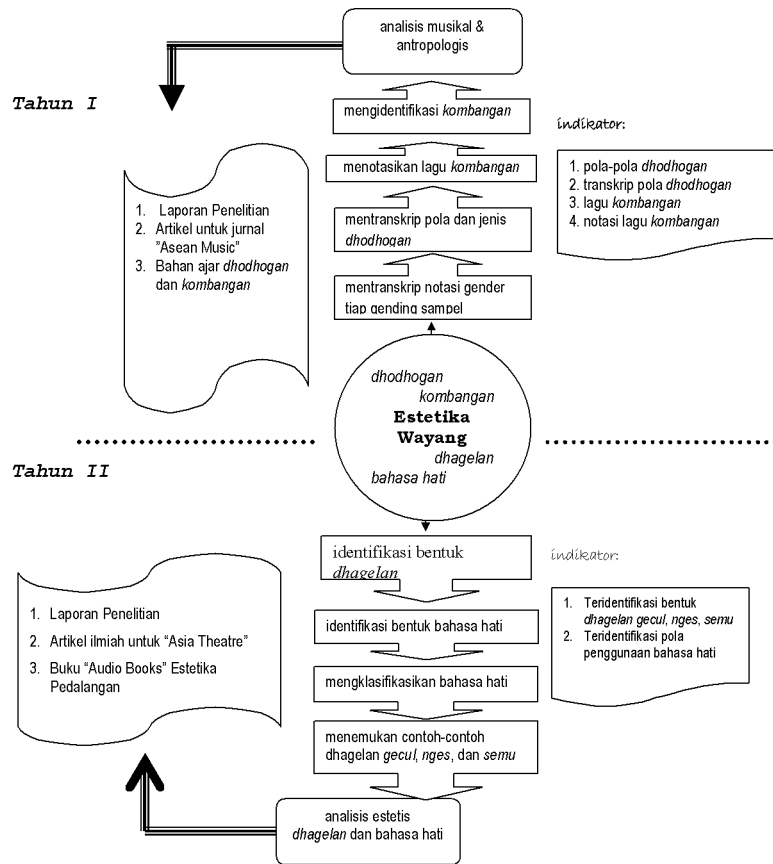 analisis musikal &
antropologis
Tahun I
mengidentifikasi kombangan
menotasikan lagu kombangan
mentranskrip pola dan jenis
dhodhogan
mentranskrip notasi gender
tiap gending sampel
indikator:
1. pola-pola dhodhogan
2. transkrip pola dhodhogan
3. lagu kombangan
4. notasi lagu kombangan
1. Laporan Penelitian
2. Artikel untuk jurnal
”Asean Music”
3. Bahan ajar dhodhogan
dan kombangan
dhodhogan
kombangan
Estetika
Wayang
dhagelan
bahasa hati
Tahun II
identifikasi bentuk
dhagelan
identifikasi bentuk bahasa hati
mengklasifikasikan bahasa hati
menemukan contoh-contoh
dhagelan gecul, nges, dan semu
analisis estetis
dhagelan dan bahasa hati
indikator:
1. Teridentifikasi bentuk
dhagelan gecul, nges, semu
2. Teridentifikasi pola
penggunaan bahasa hati
1. Laporan Penelitian
2. Artikel ilmiah untuk “Asia Theatre”
3. Buku “Audio Books” Estetika
Pedalangan